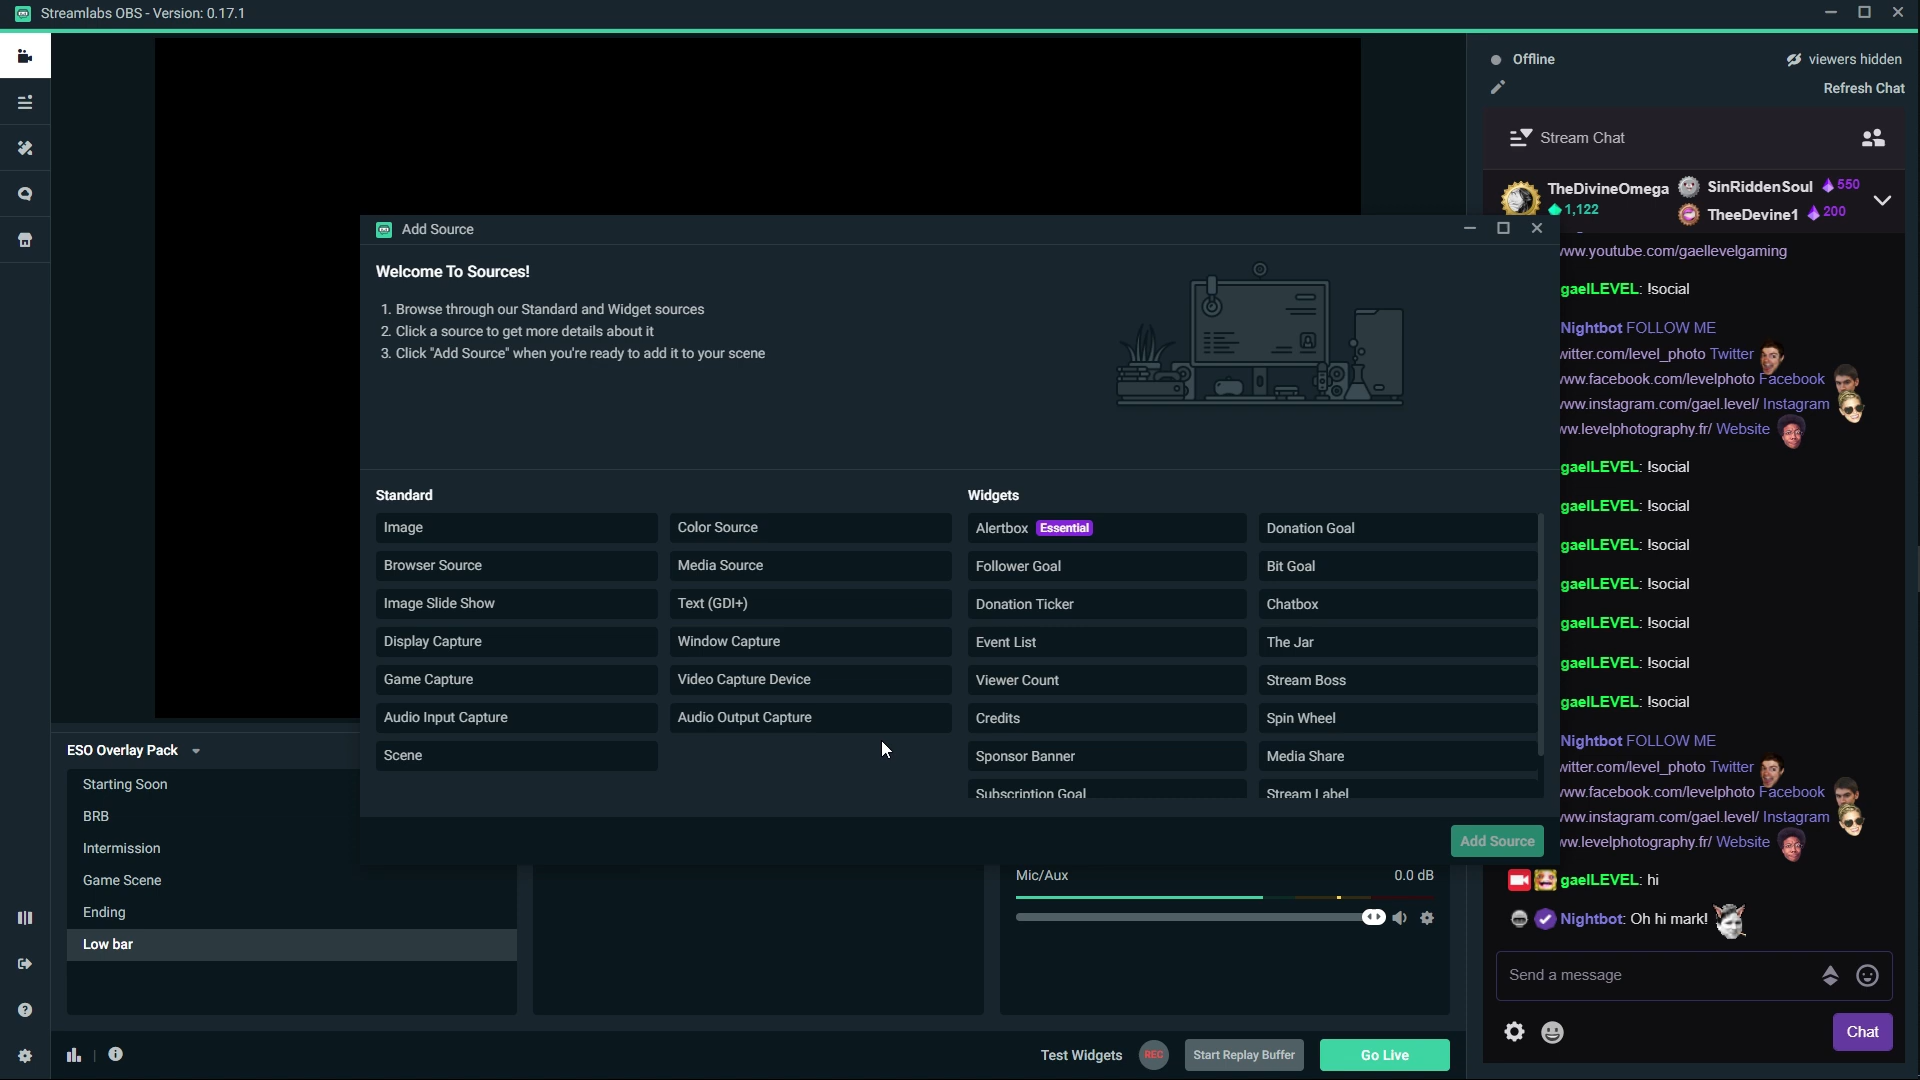 Streamlabs OBS - Version: 0.17.1
Offline
viewers hidden
Refresh Chat
Stream Chat
TheDivineOmega
1,122
SinRiddenSoul 550
TheeDevine1 200
Add Source
Welcome To Sources!
1. Browse through our Standard and Widget sources
2. Click a source to get more details about it
3. Click "Add Source" when you're ready to add it to your scene
Standard
Image
Color Source
Browser Source
Media Source
Image Slide Show
Text (GDI+)
Display Capture
Window Capture
Game Capture
Video Capture Device
Audio Input Capture
Audio Output Capture
Scene
Widgets
Alertbox Essential
Donation Goal
Follower Goal
Bit Goal
Donation Ticker
Chatbox
Event List
The Jar
Viewer Count
Stream Boss
Credits
Spin Wheel
Sponsor Banner
Media Share
Subscription Goal
Stream Label
Add Source
ESO Overlay Pack
Starting Soon
BRB
Intermission
Game Scene
Ending
Low bar
Mic/Aux 0.0 dB
Test Widgets
REC
Start Replay Buffer
Go Live
www.youtube.com/gaellevelgaming
gaelLEVEL: !social
Nightbot FOLLOW ME
witter.com/level_photo Twitter
www.facebook.com/levelphoto Facebook
www.instagram.com/gael.level/ Instagram
ww.levelphotography.fr/ Website
gaelLEVEL: !social
gaelLEVEL: !social
gaelLEVEL: !social
gaelLEVEL: !social
gaelLEVEL: !social
gaelLEVEL: !social
gaelLEVEL: !social
Nightbot FOLLOW ME
witter.com/level_photo Twitter
www.facebook.com/levelphoto Facebook
www.instagram.com/gael.level/ Instagram
ww.levelphotography.fr/ Website
gaelLEVEL: hi
Nightbot: Oh hi mark!
Send a message
Chat